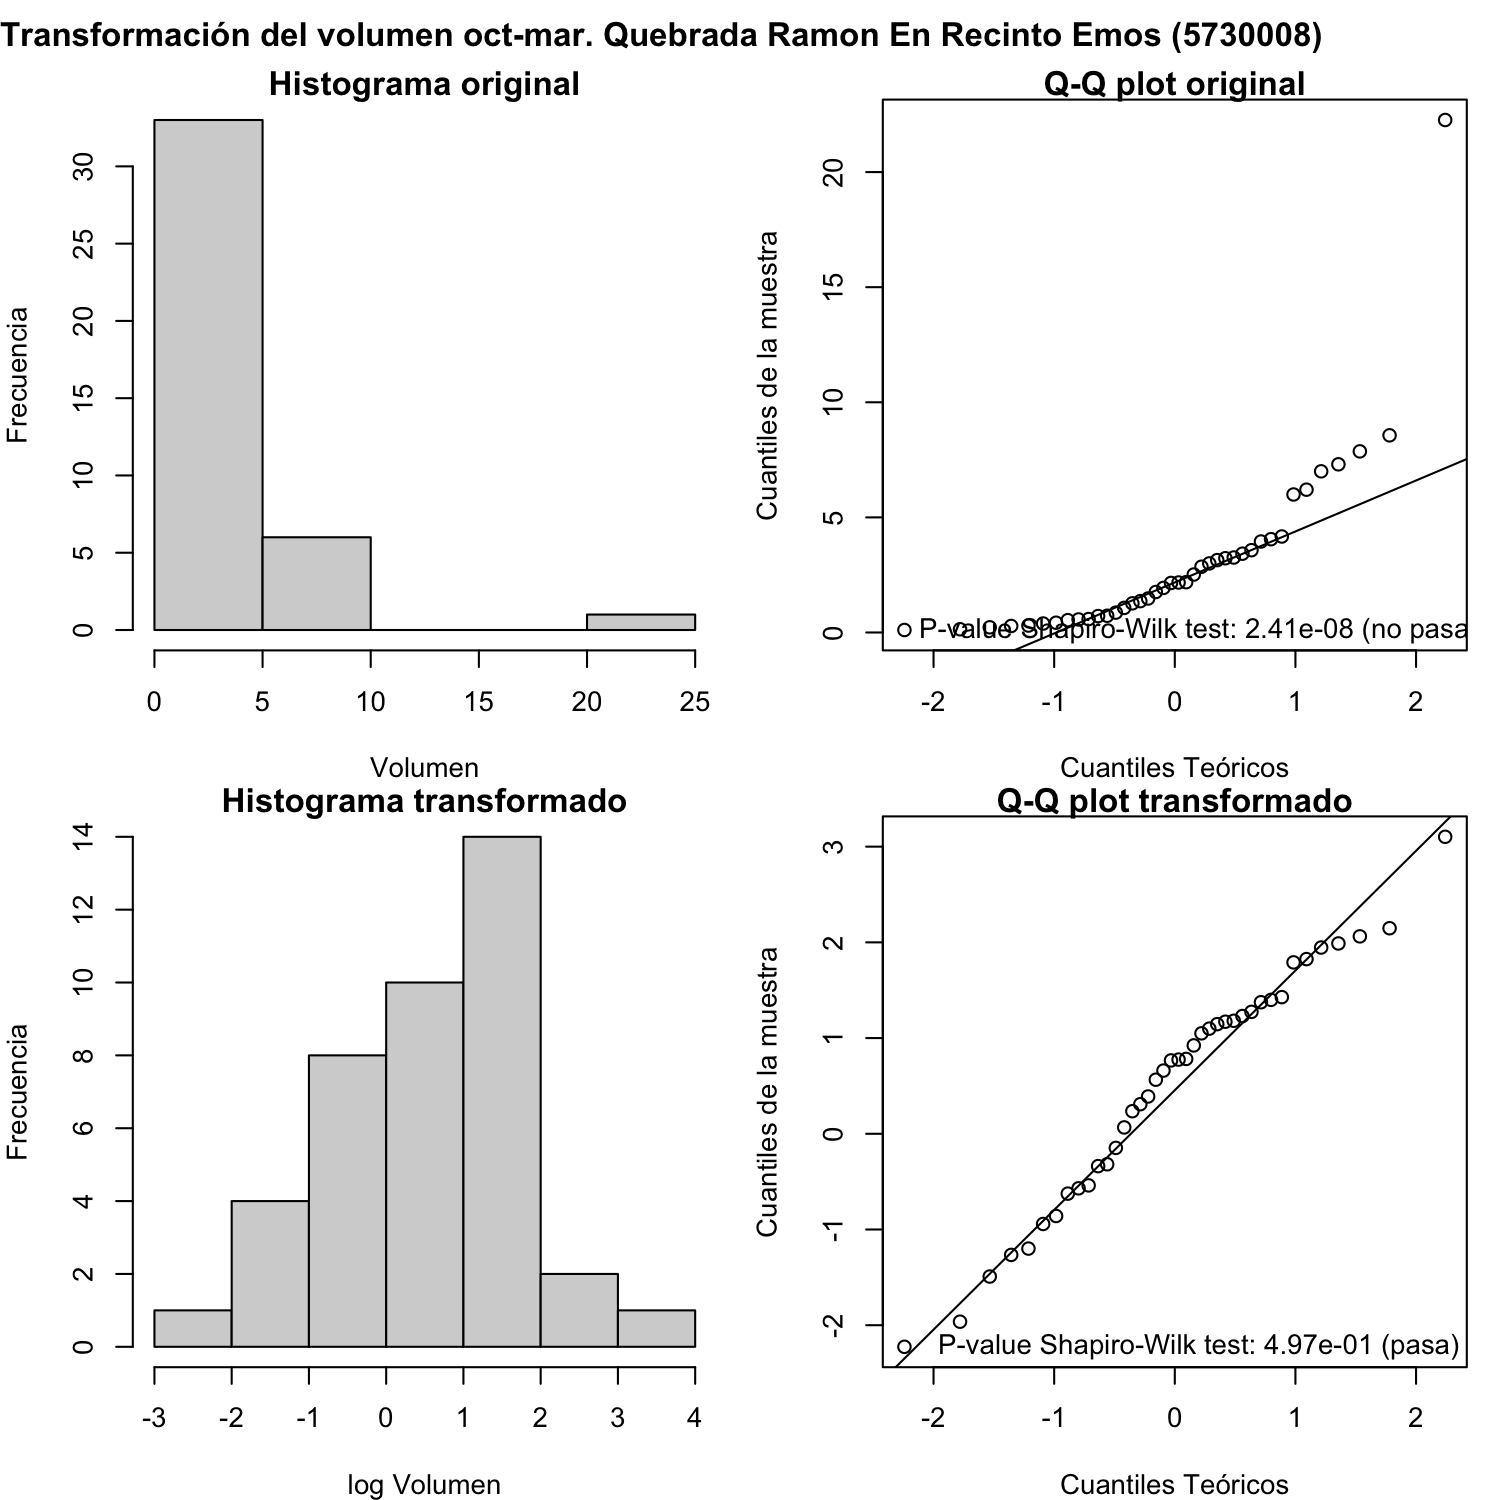 Transformación del volumen oct-mar. Quebrada Ramon En Recinto Emos (5730008)
Histograma original
Frecuencia
0 5 10 15 20 25 30
0 5 10 15 20 25
Volumen
Q-Q plot original
Cuantiles de la muestra
0 5 10 15 20
P-value Shapiro-Wilk test: 2.41e-08 (no pasa
-2 -1 0 1 2
Cuantiles Teóricos
Histograma transformado
Frecuencia
0 2 4 6 8 10 12 14
-3 -2 -1 0 1 2 3 4
log Volumen
Q-Q plot transformado
Cuantiles de la muestra
-2 -1 0 1 2 3
P-value Shapiro-Wilk test: 4.97e-01 (pasa)
-2 -1 0 1 2
Cuantiles Teóricos